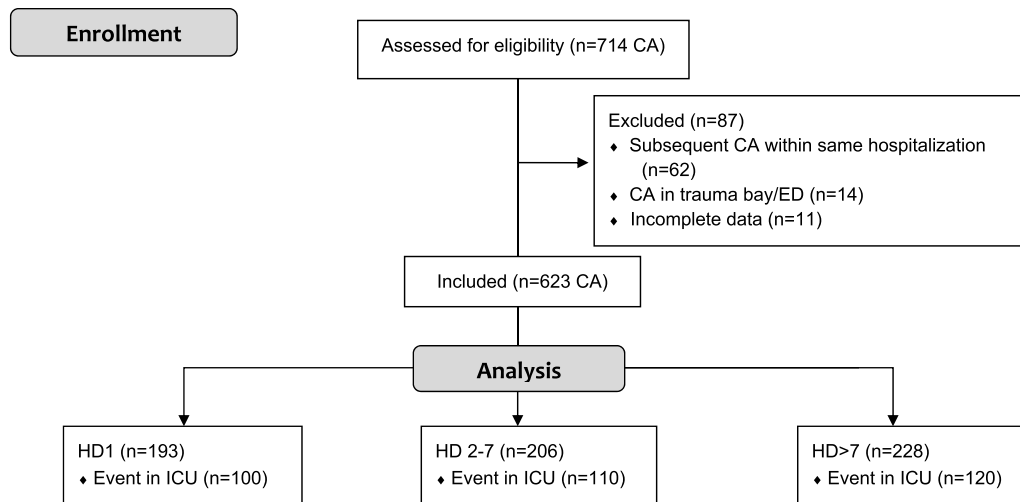 Enrollment
Assessed for eligibility (n=714 CA)
Excluded (n=87)
♦ Subsequent CA within same hospitalization
(n=62)
♦ CA in trauma bay/ED (n=14)
♦ Incomplete data (n=11)
Included (n=623 CA)
Analysis
HD1 (n=193)
♦ Event in ICU (n=100)
HD 2-7 (n=206)
♦ Event in ICU (n=110)
HD>7 (n=228)
♦ Event in ICU (n=120)